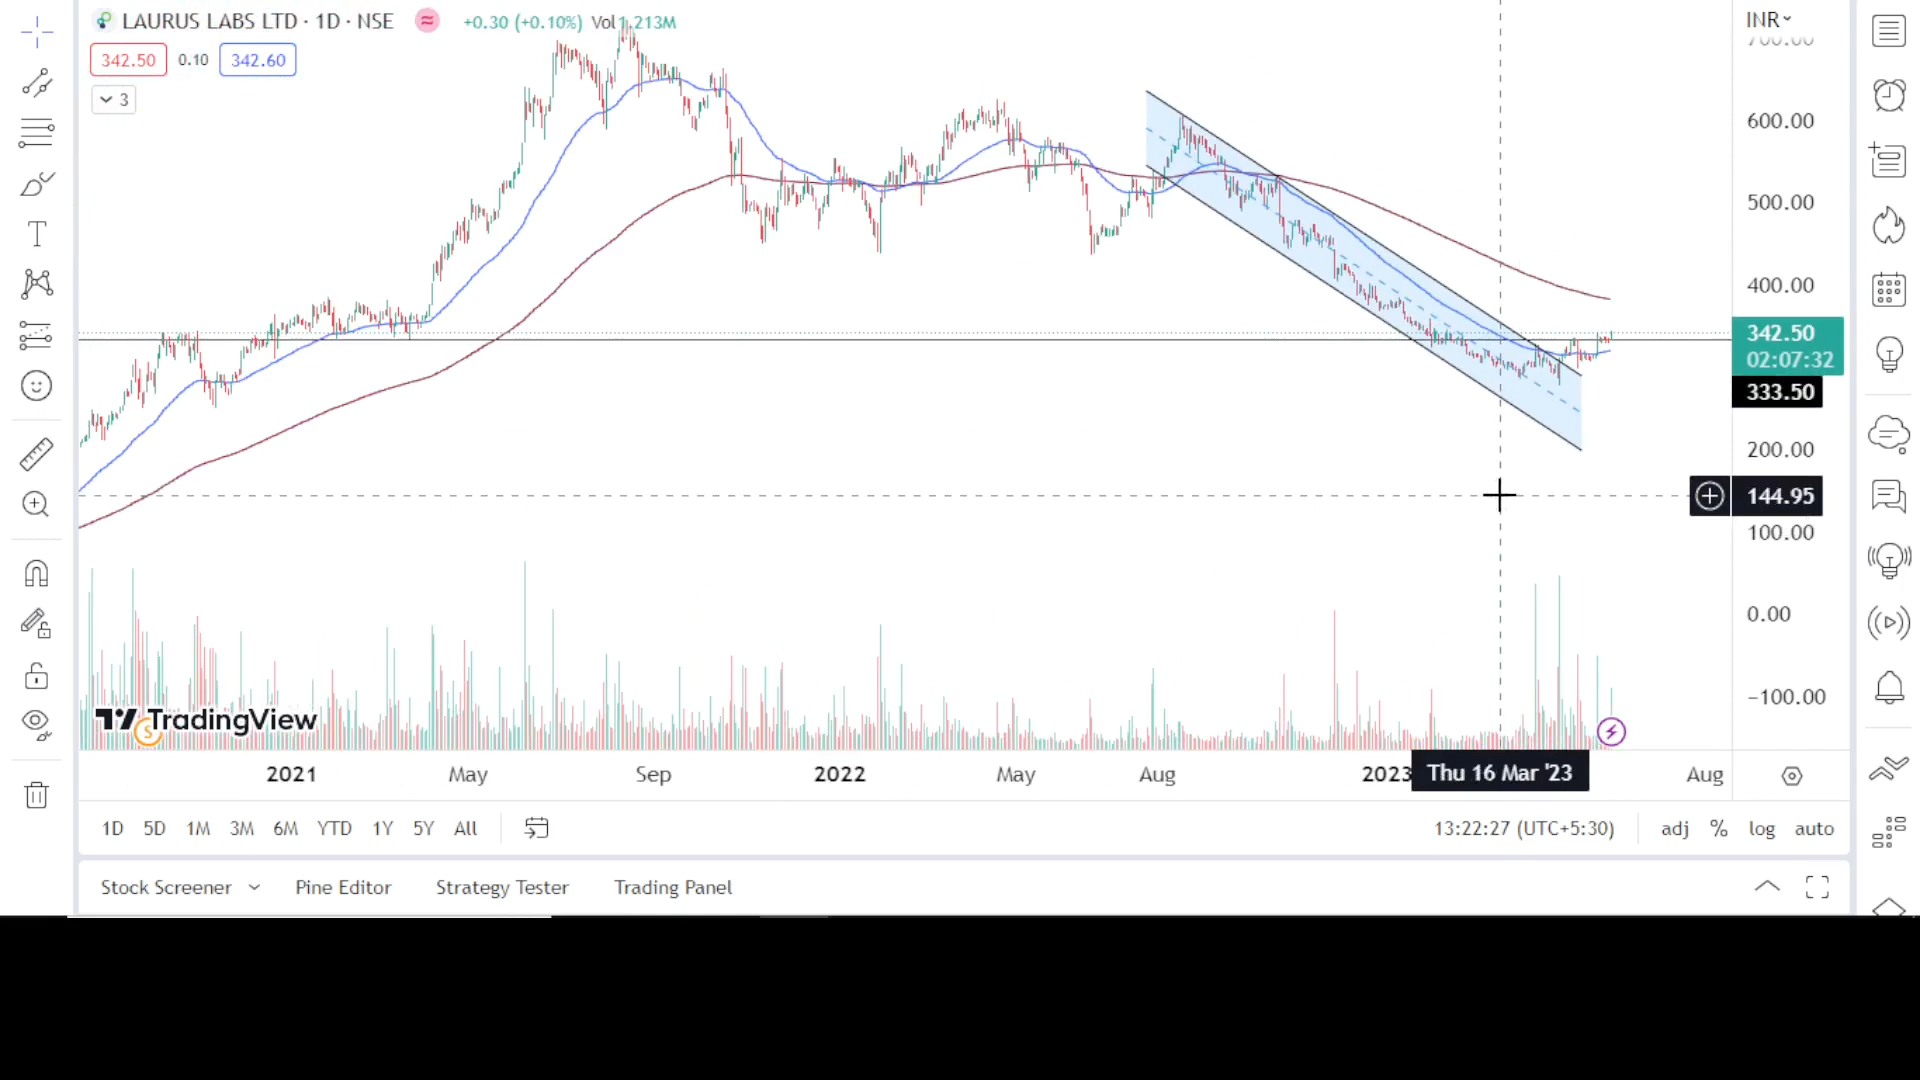 LAURUS LABS LTD · 1D · NSE
+0.30 (+0.10%) Vol 1.213M
INR
700.00
342.50 0.10 342.60
3
600.00
500.00
400.00
342.50
02:07:32
333.50
200.00
144.95
100.00
0.00
−100.00
TradingView
2021 May Sep 2022 May Aug 2023 Thu 16 Mar '23 Aug
1D 5D 1M 3M 6M YTD 1Y 5Y All
13:22:27 (UTC+5:30) adj % log auto
Stock Screener Pine Editor Strategy Tester Trading Panel